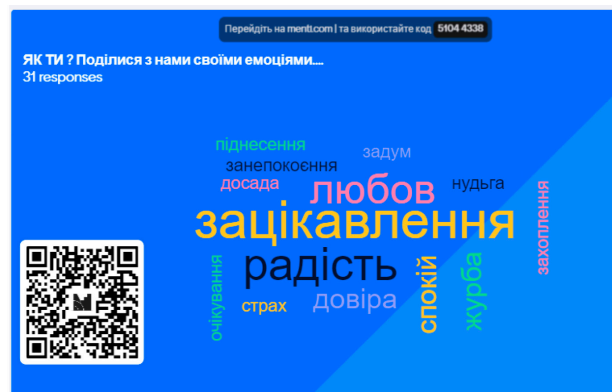 Перейдіть на menti.com | та використайте код 5104 4338
ЯК ТИ ? Поділися з нами своїми емоціями....
31 responses
піднесення
задум
занепокоєння
досада
любов
нудьга
зацікавлення
захоплення
радість
спокій
журба
очікування
страх
довіра